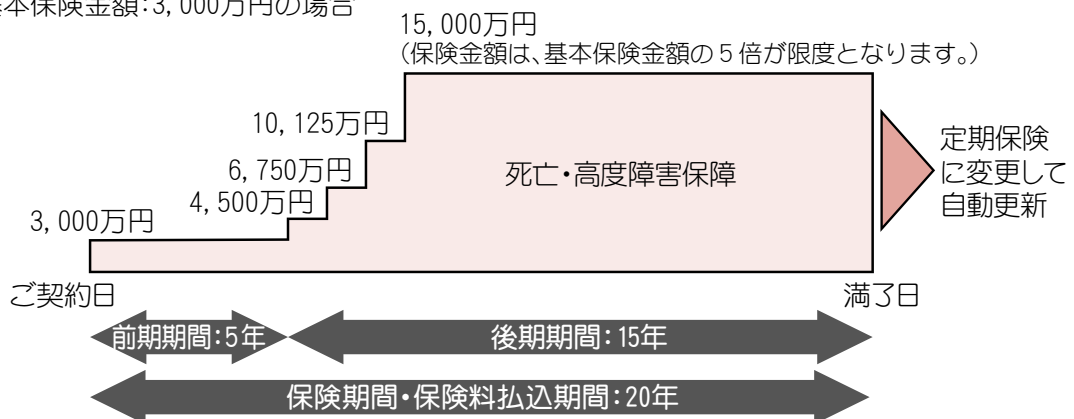 基本保険金額：3,000万円の場合
15,000万円
（保険金額は、基本保険金額の５倍が限度となります。）
10,125万円
6,750万円
4,500万円
3,000万円
死亡・高度障害保障
定期保険
に変更して
自動更新
ご契約日
満了日
前期期間：5年
後期期間：15年
保険期間・保険料払込期間：20年